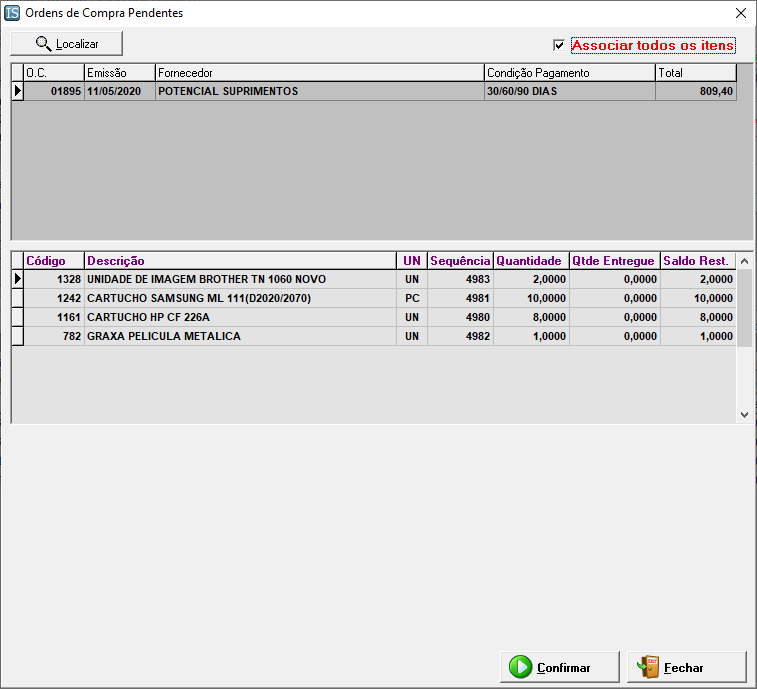 IS Ordens de Compra Pendentes
Localizar Associar todos os itens
O.C. Emissão Fornecedor Condição Pagamento Total
01895 11/05/2020 POTENCIAL SUPRIMENTOS 30/60/90 DIAS 809,40
Código Descrição UN Sequência Quantidade Qtde Entregue Saldo Rest.
1328 UNIDADE DE IMAGEM BROTHER TN 1060 NOVO UN 4983 2,0000 0,0000 2,0000
1242 CARTUCHO SAMSUNG ML 111(D2020/2070) PC 4981 10,0000 0,0000 10,0000
1161 CARTUCHO HP CF 226A UN 4980 8,0000 0,0000 8,0000
782 GRAXA PELICULA METALICA UN 4982 1,0000 0,0000 1,0000
Confirmar EXIT Fechar